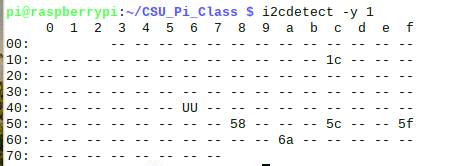 pi@raspberrypi:~/CSU_Pi_Class $ i2cdetect -y 1
     0  1  2  3  4  5  6  7  8  9  a  b  c  d  e  f
00:          -- -- -- -- -- -- -- -- -- -- -- -- --
10: -- -- -- -- -- -- -- -- -- -- -- -- 1c -- -- --
20: -- -- -- -- -- -- -- -- -- -- -- -- -- -- -- --
30: -- -- -- -- -- -- -- -- -- -- -- -- -- -- -- --
40: -- -- -- -- -- -- UU -- -- -- -- -- -- -- -- --
50: -- -- -- -- -- -- -- -- 58 -- -- -- 5c -- -- 5f
60: -- -- -- -- -- -- -- -- -- -- 6a -- -- -- -- --
70: -- -- -- -- -- -- -- --